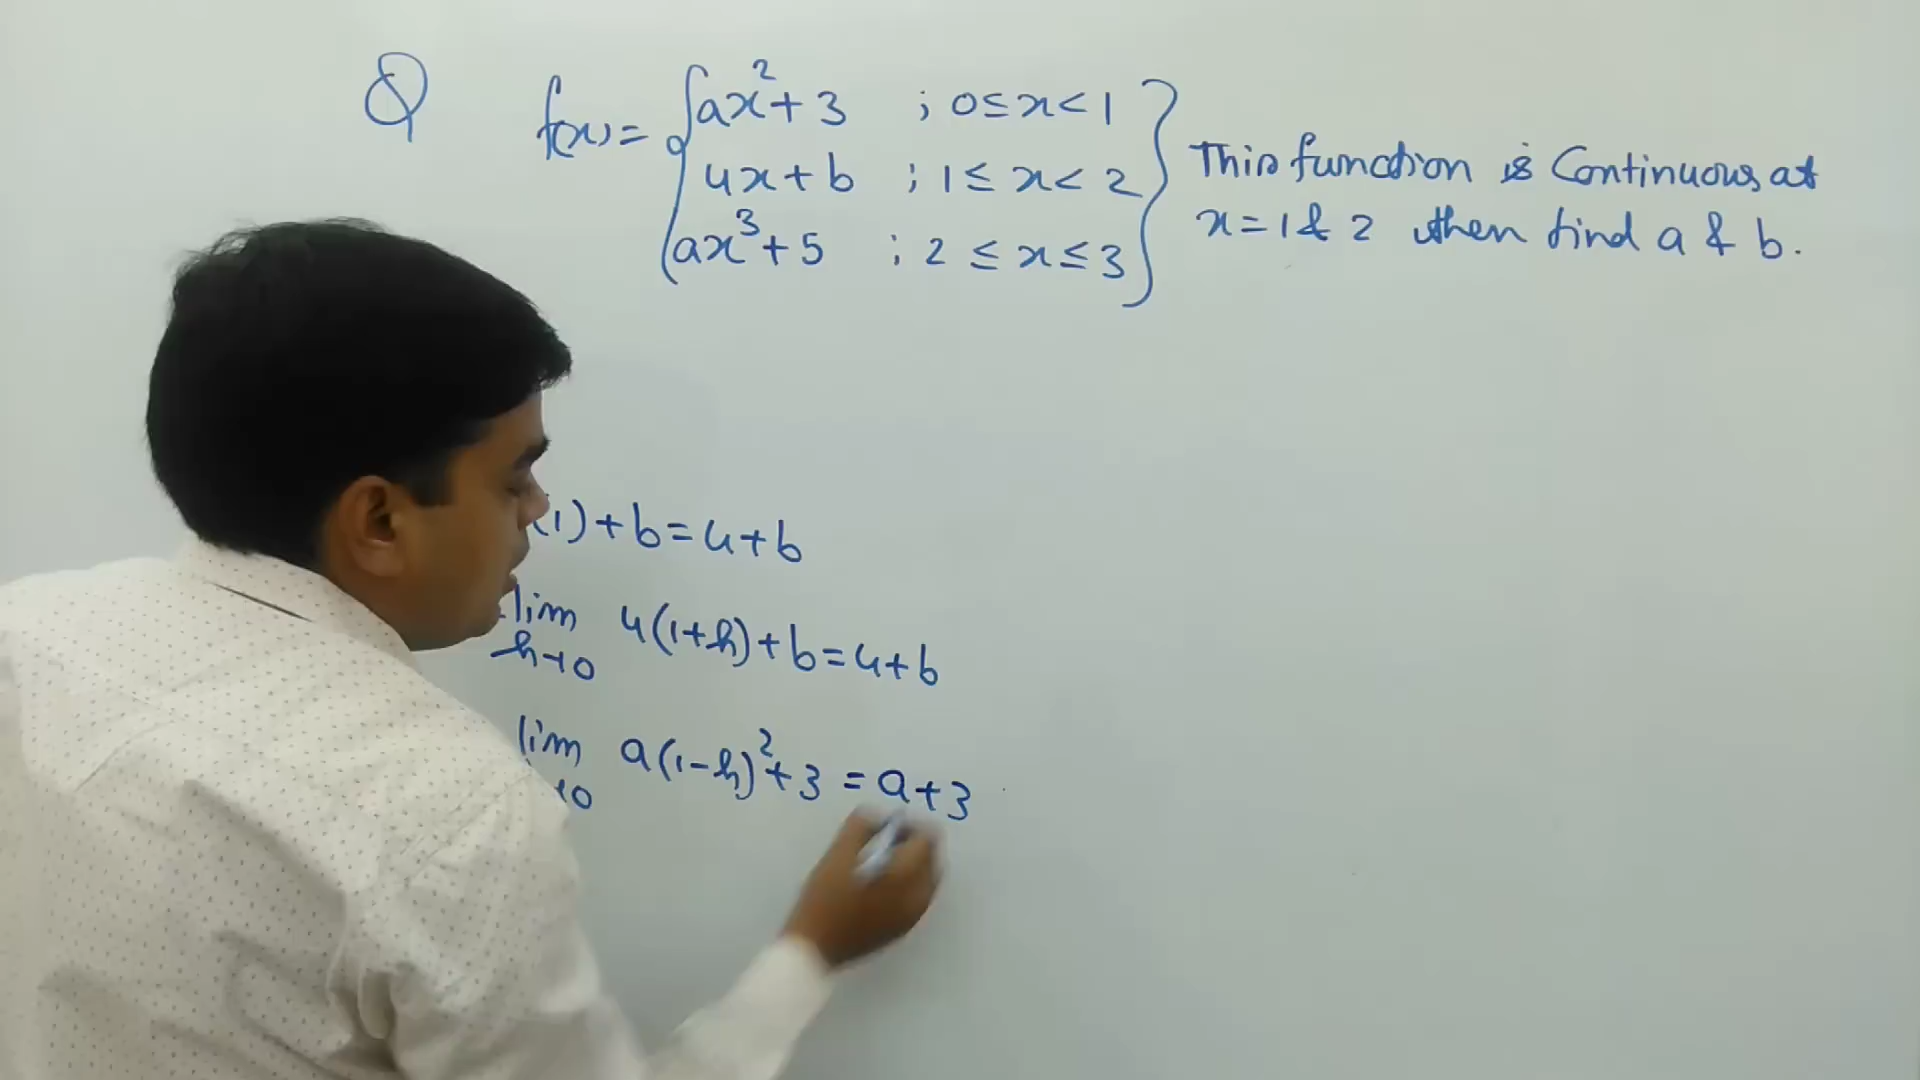 Q f(x) = { ax²+3 ; 0≤x<1
4x+b ; 1≤x<2
ax³+5 ; 2≤x≤3 }
This function is Continuous at
x=1 & 2 then find a & b.
(1)+b=4+b
lim h→0 4(1+h)+b=4+b
lim →0 a(1-h)²+3 = a+3